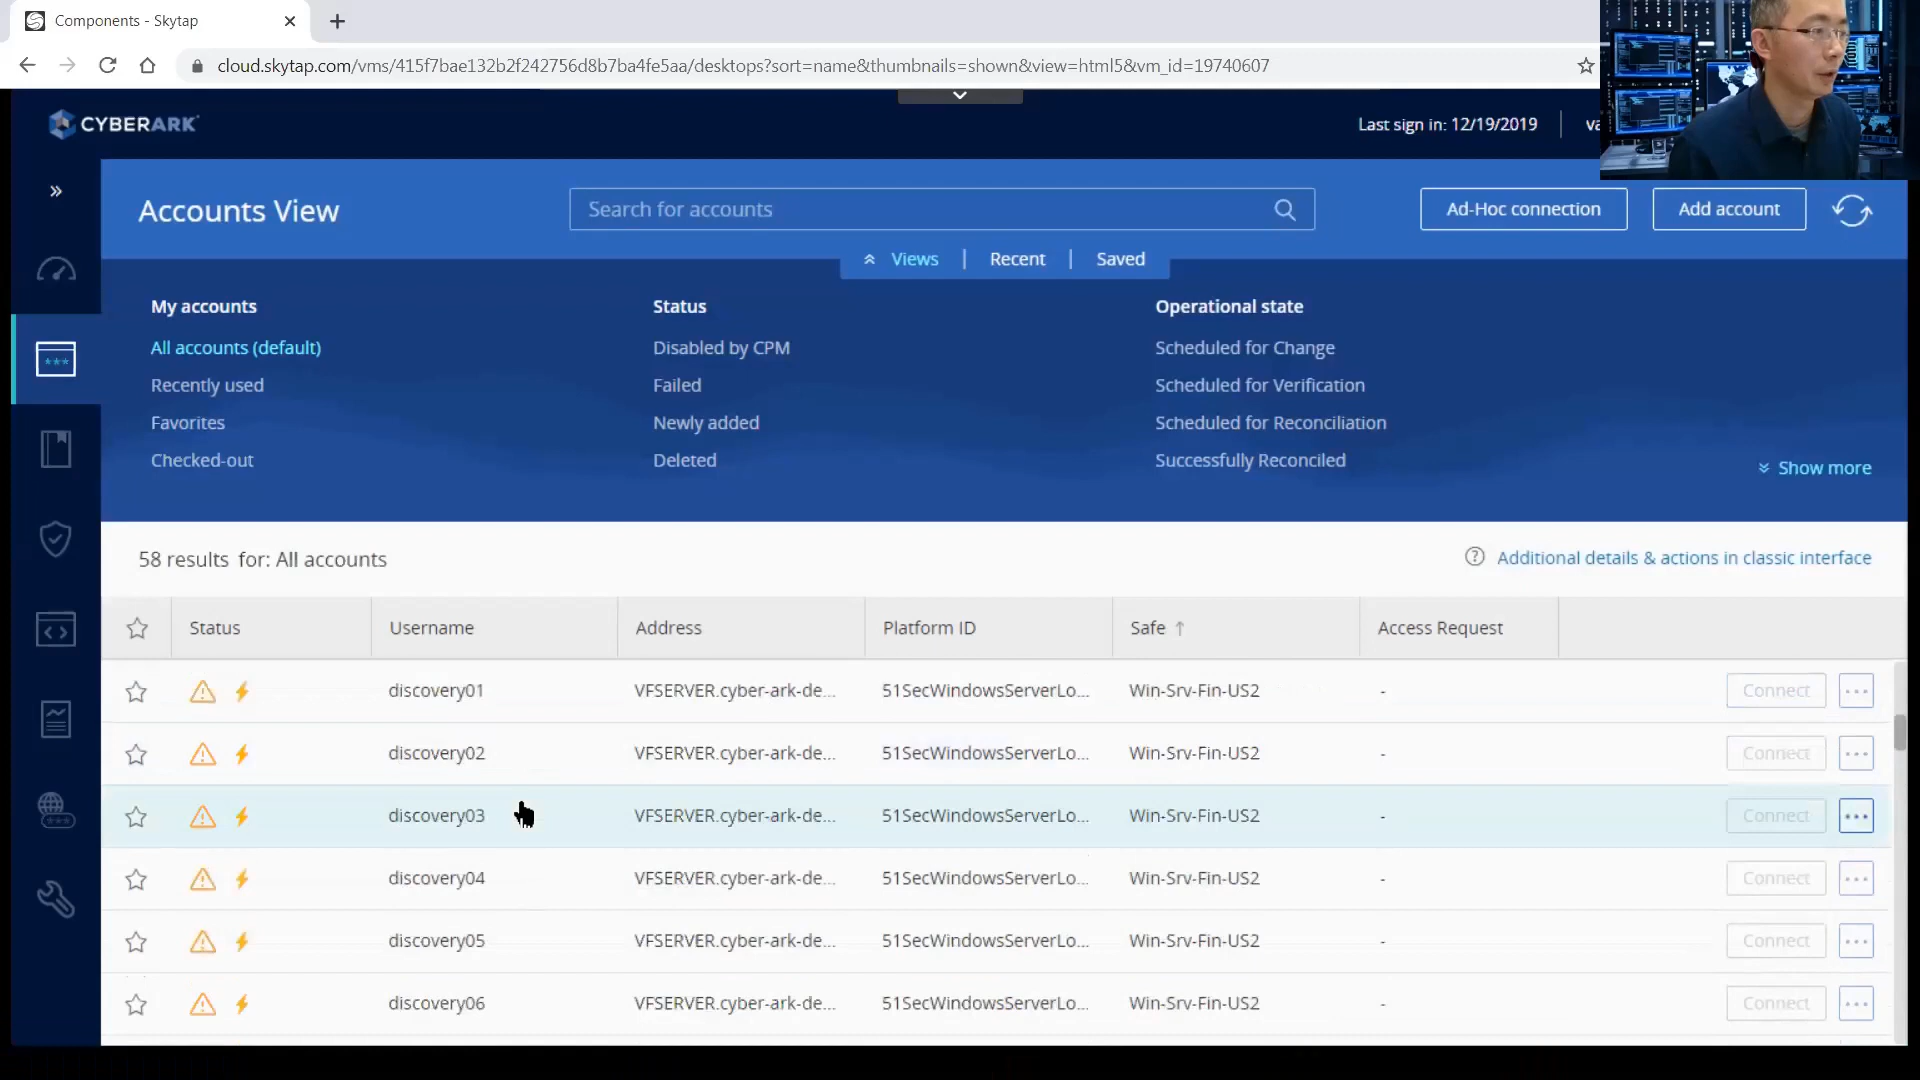 Components - Skytap
cloud.skytap.com/vms/415f7bae132b2f242756d8b7ba4fe5aa/desktops?sort=name&thumbnails=shown&view=html5&vm_id=19740607
CYBERARK
Last sign in: 12/19/2019
va
Accounts View
Search for accounts
Ad-Hoc connection
Add account
Views | Recent | Saved
My accounts
Status
Operational state
All accounts (default)
Disabled by CPM
Scheduled for Change
Recently used
Failed
Scheduled for Verification
Favorites
Newly added
Scheduled for Reconciliation
Checked-out
Deleted
Successfully Reconciled
Show more
58 results for: All accounts
Additional details & actions in classic interface
Status Username Address Platform ID Safe Access Request
discovery01 VFSERVER.cyber-ark-de... 51SecWindowsServerLo... Win-Srv-Fin-US2 - Connect ...
discovery02 VFSERVER.cyber-ark-de... 51SecWindowsServerLo... Win-Srv-Fin-US2 - Connect ...
discovery03 VFSERVER.cyber-ark-de... 51SecWindowsServerLo... Win-Srv-Fin-US2 - Connect ...
discovery04 VFSERVER.cyber-ark-de... 51SecWindowsServerLo... Win-Srv-Fin-US2 - Connect ...
discovery05 VFSERVER.cyber-ark-de... 51SecWindowsServerLo... Win-Srv-Fin-US2 - Connect ...
discovery06 VFSERVER.cyber-ark-de... 51SecWindowsServerLo... Win-Srv-Fin-US2 - Connect ...